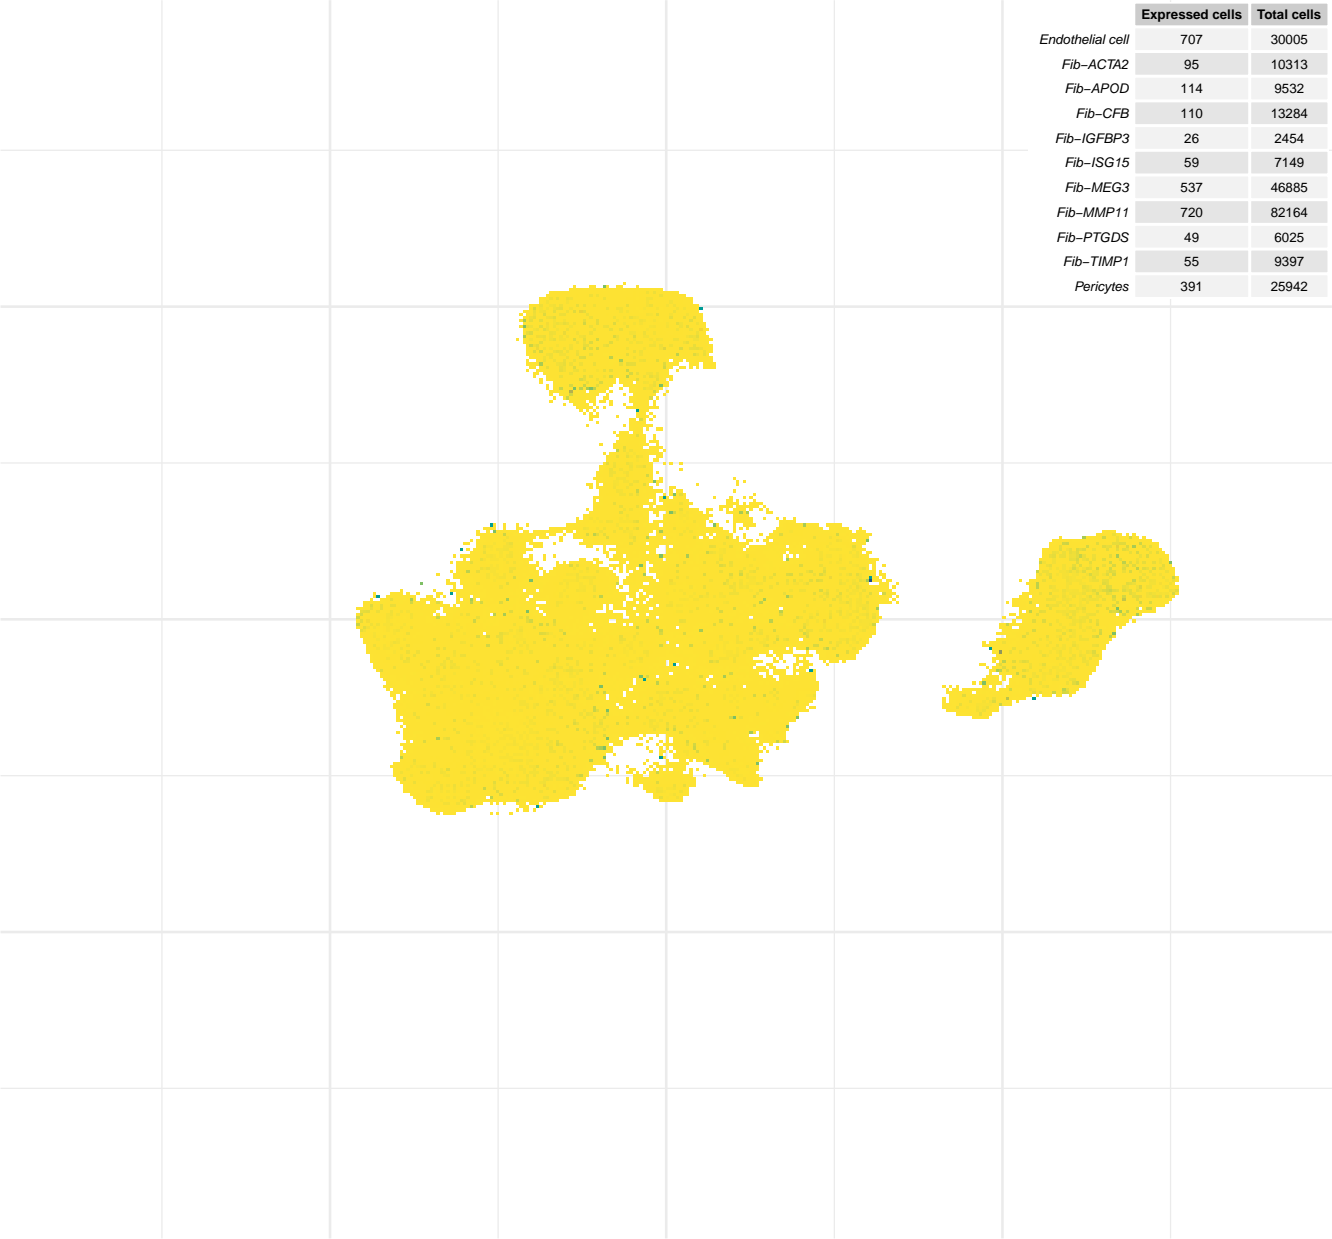 Expressed cells Total cells
Endothelial cell 707 30005
Fib−ACTA2 95 10313
Fib−APOD 114 9532
Fib−CFB 110 13284
Fib−IGFBP3 26 2454
Fib−ISG15 59 7149
Fib−MEG3 537 46885
Fib−MMP11 720 82164
Fib−PTGDS 49 6025
Fib−TIMP1 55 9397
Pericytes 391 25942